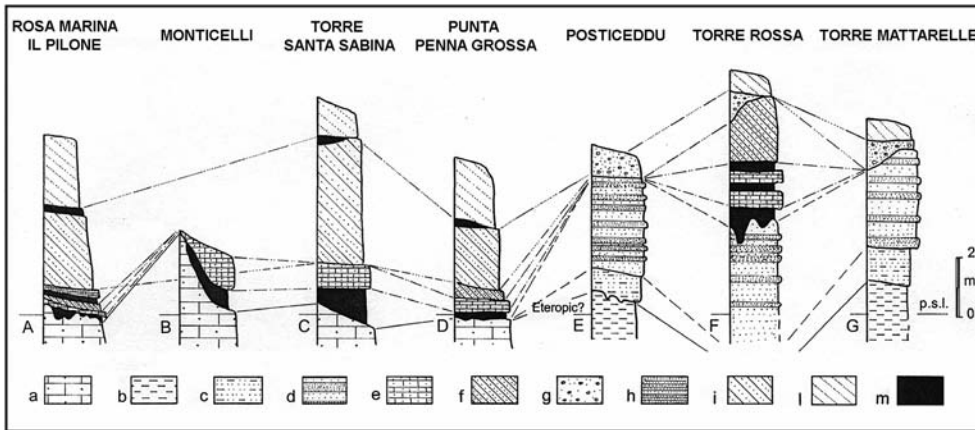 ROSA MARINA
IL PILONE
MONTICELLI
TORRE
SANTA SABINA
PUNTA
PENNA GROSSA
POSTICEDDU
TORRE ROSSA
TORRE MATTARELLE
Eteropic?
p.s.l.
2
m
0
A
B
C
D
E
F
G
a
b
c
d
e
f
g
h
i
l
m